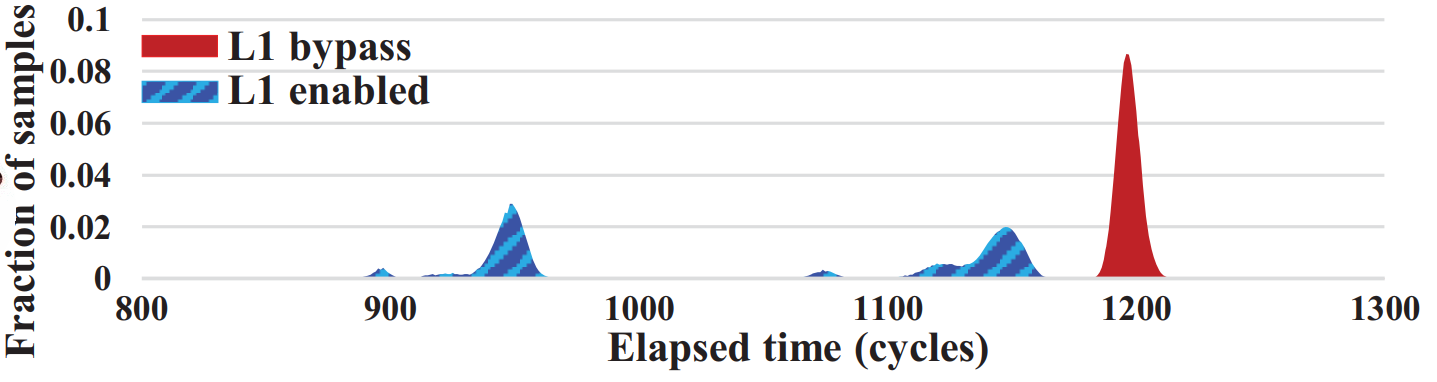 Fraction of samples
0.1
0.08
0.06
0.04
0.02
0
L1 bypass
L1 enabled
800 900 1000 1100 1200 1300
Elapsed time (cycles)